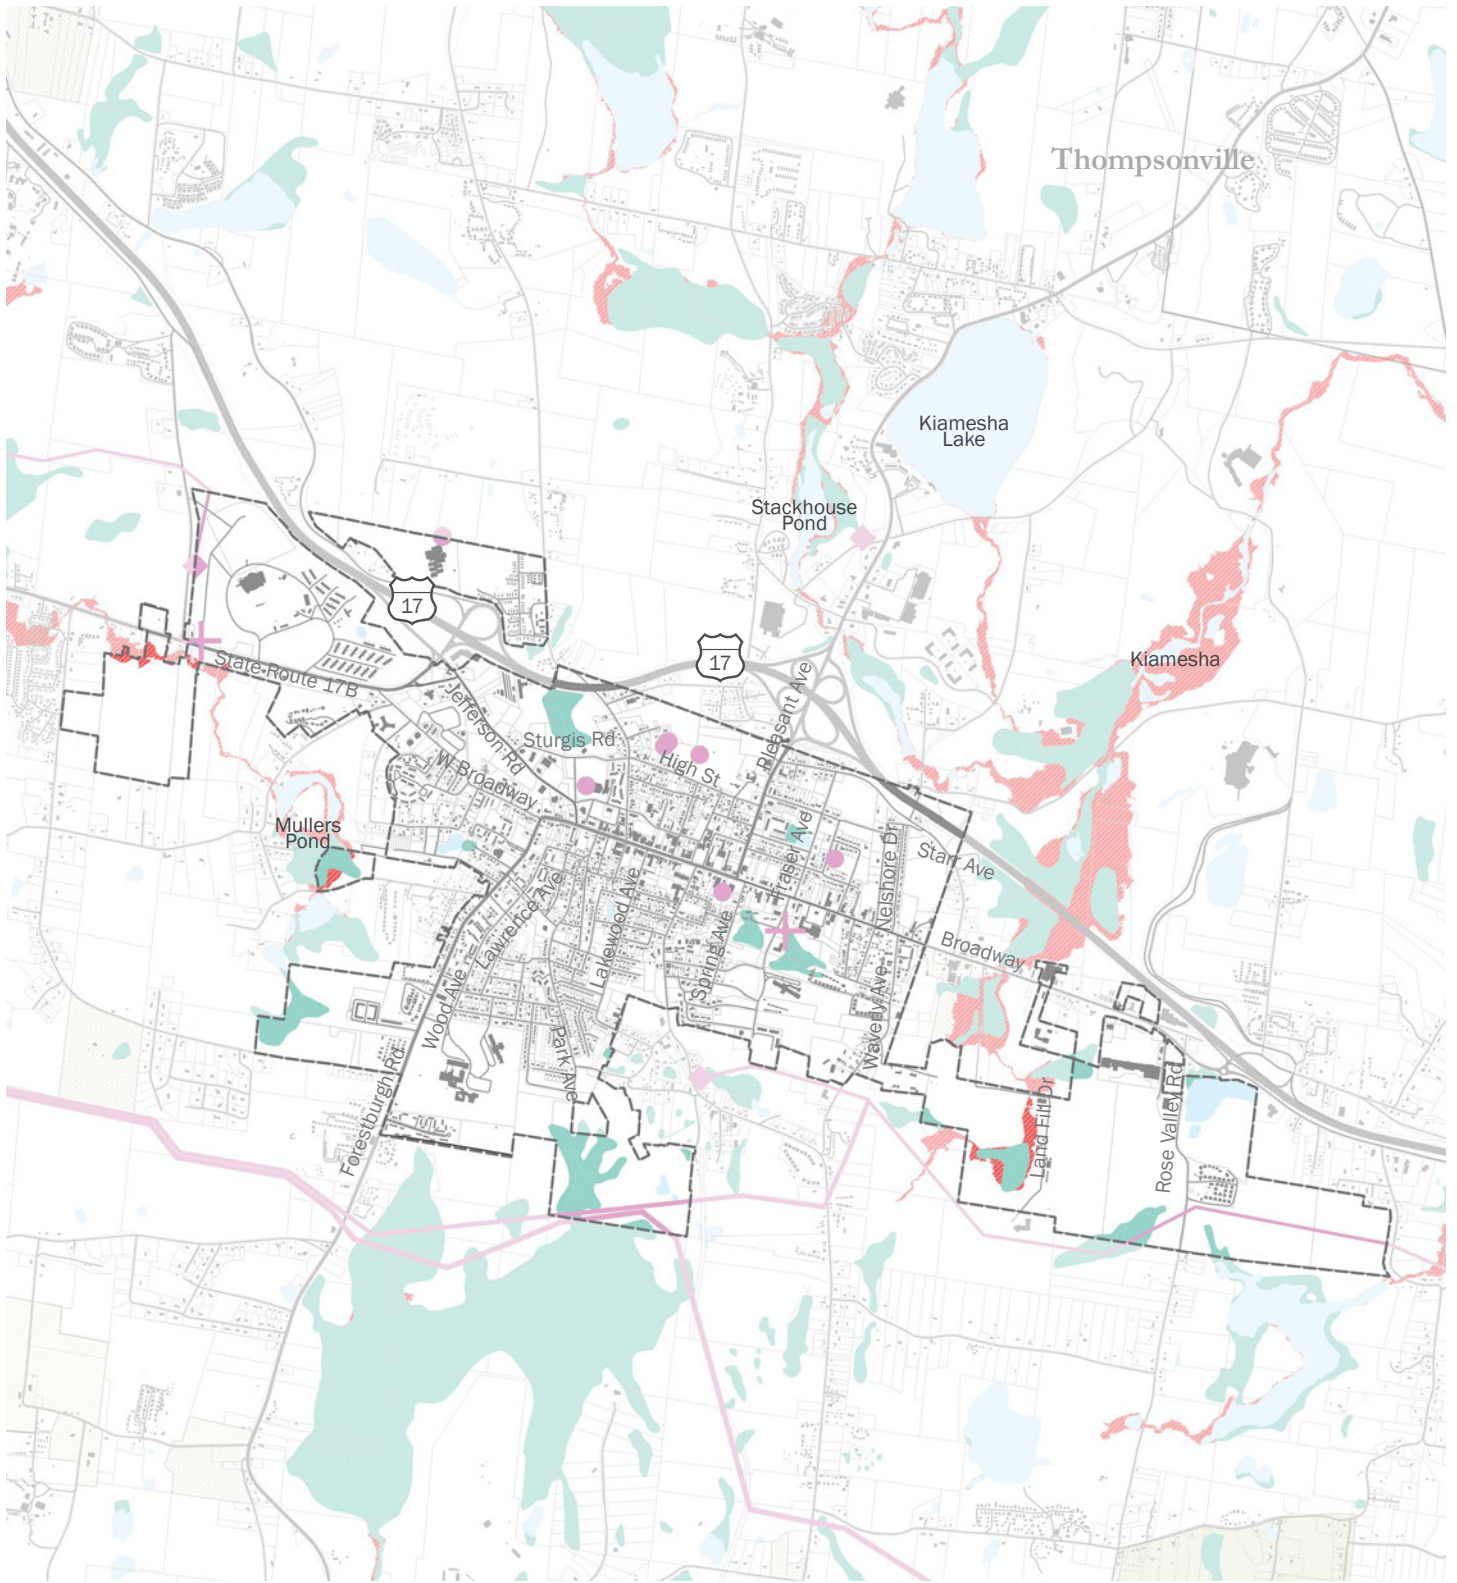 Thompsonville
Kiamesha
Lake
Stackhouse
Pond
17
17
Kiamesha
State Route 17B
Jefferson Rd
Pleasant Ave
Sturgis Rd
High St
W Broadway
Mullers
Pond
Fraser Ave
Nelshore Dr
Starr Ave
Lawrence Ave
Lakewood Ave
Spring Ave
Broadway
Wood Ave
Waverly Ave
Park Ave
Forestburgh Rd
Land Fill Dr
Rose Valley Rd